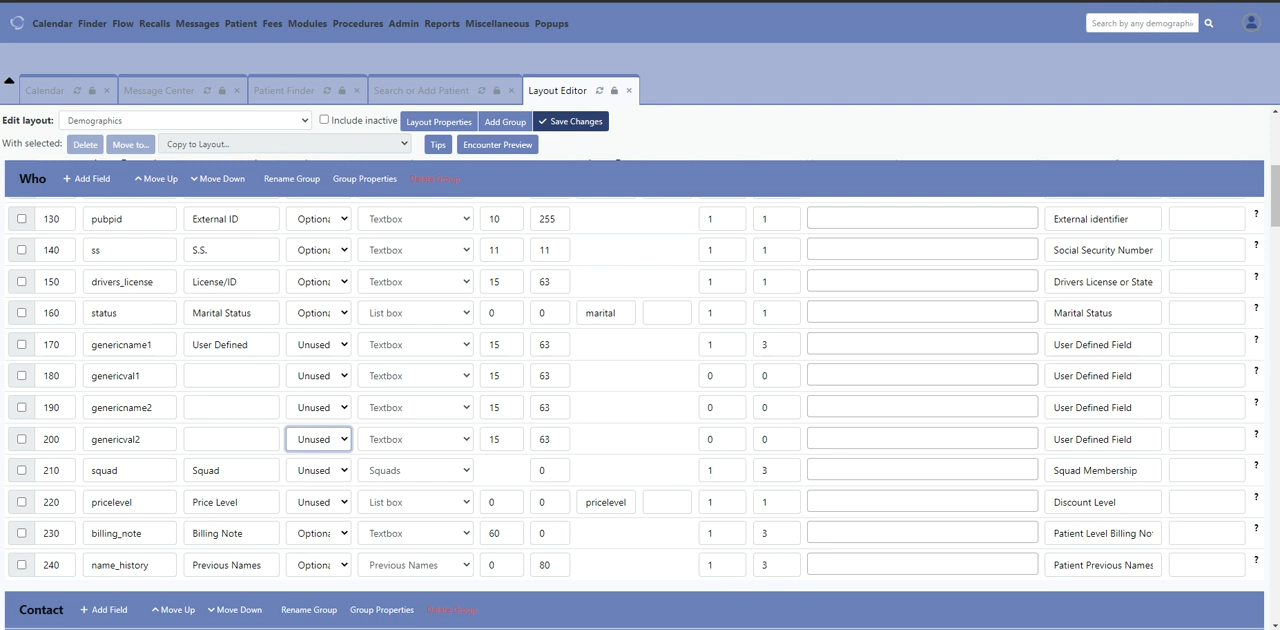 Calendar Finder Flow Recalls Messages Patient Fees Modules Procedures Admin Reports Miscellaneous Popups
Calendar × Message Center × Patient Finder × Search or Add Patient × Layout Editor ×
Edit layout: Demographics Include inactive Layout Properties Add Group ✓ Save Changes
With selected: Delete Move to... Copy to Layout... Tips Encounter Preview
Who + Add Field Move Up Move Down Rename Group Group Properties Delete Group
130 pubpid External ID Optiona Textbox 10 255 1 1 External identifier ?
140 ss S.S. Optiona Textbox 11 11 1 1 Social Security Number ?
150 drivers_license License/ID Optiona Textbox 15 63 1 1 Drivers License or State ?
160 status Marital Status Optiona List box 0 0 marital 1 1 Marital Status ?
170 genericname1 User Defined Unused Textbox 15 63 1 3 User Defined Field ?
180 genericval1 Unused Textbox 15 63 0 0 User Defined Field ?
190 genericname2 Unused Textbox 15 63 0 0 User Defined Field ?
200 genericval2 Unused Textbox 15 63 0 0 User Defined Field ?
210 squad Squad Unused Squads 0 1 3 Squad Membership ?
220 pricelevel Price Level Unused List box 0 0 pricelevel 1 1 Discount Level ?
230 billing_note Billing Note Optiona Textbox 60 0 1 3 Patient Level Billing No ?
240 name_history Previous Names Optiona Previous Names 0 80 1 3 Patient Previous Names ?
Contact + Add Field Move Up Move Down Rename Group Group Properties Delete Group